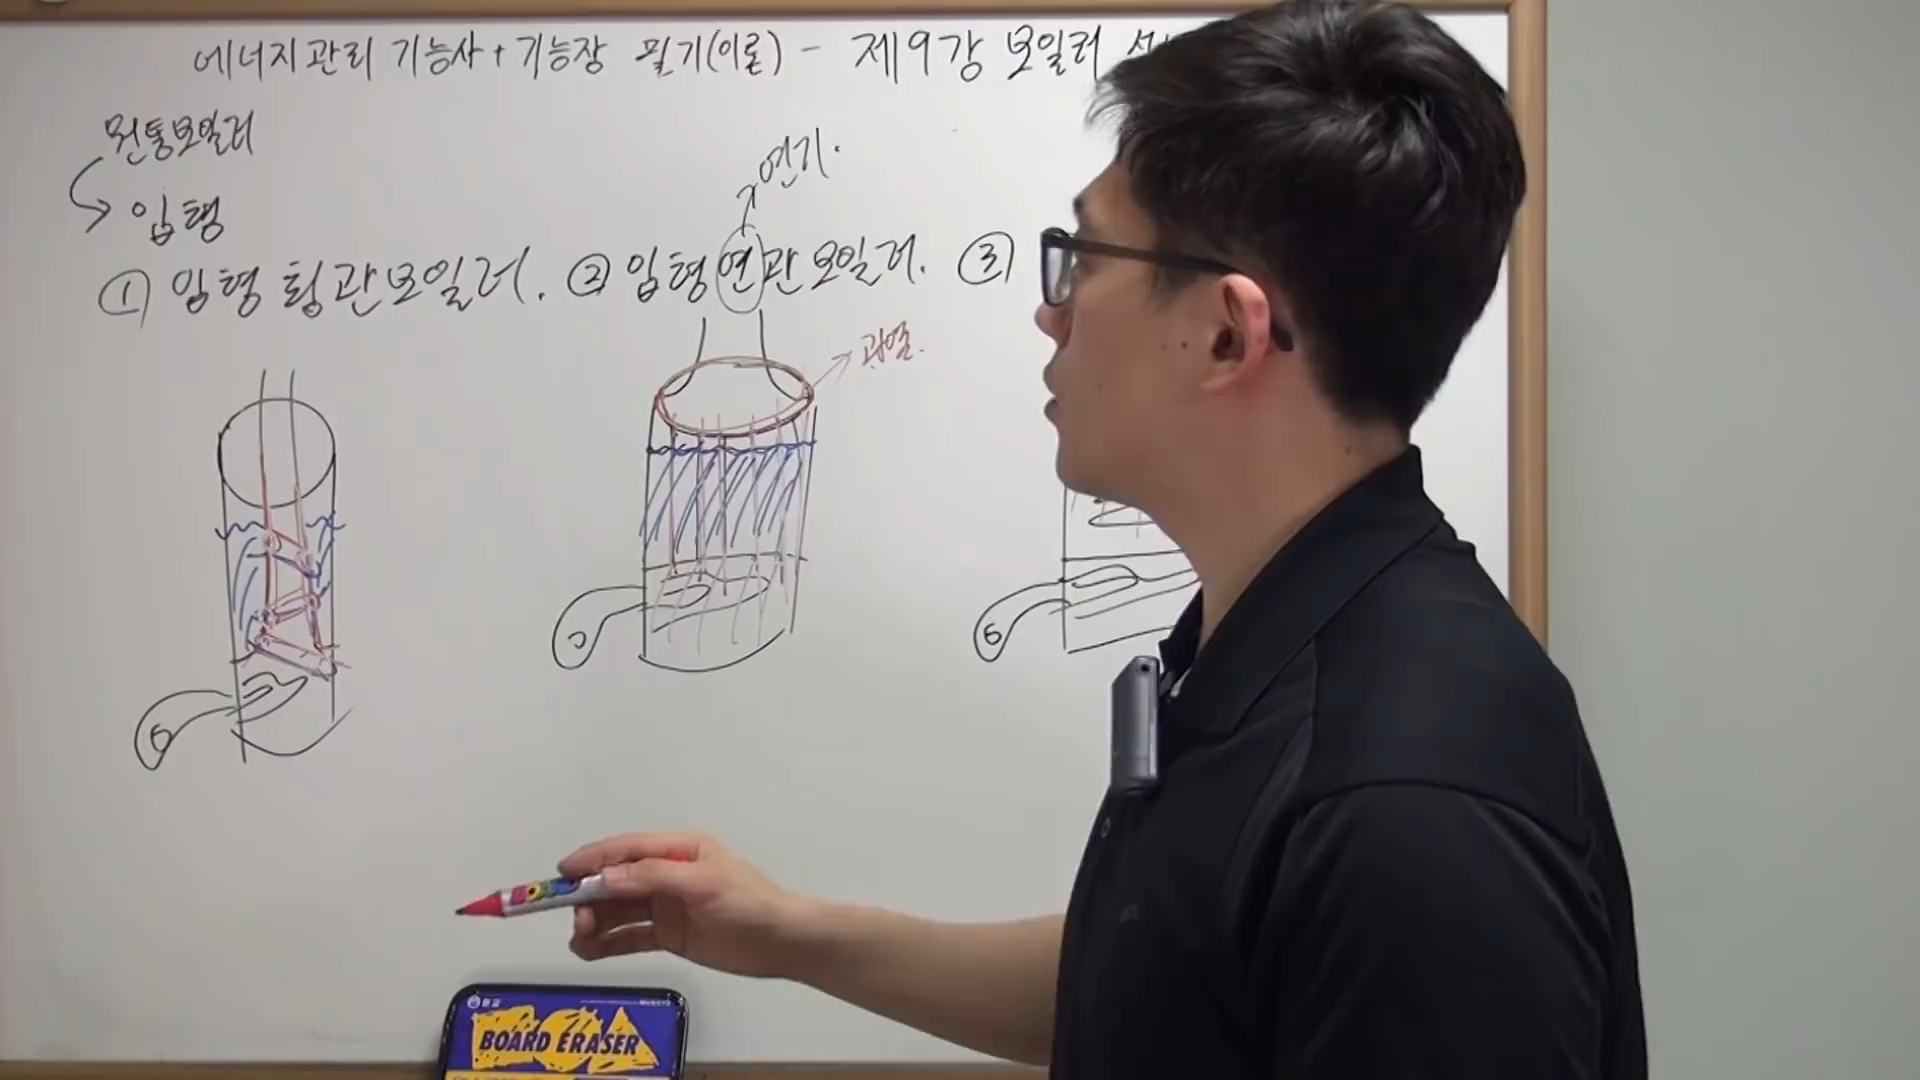 에너지관리 기능사 + 기능장 필기(이론) - 제9강 보일러
원통보일러
입형
연기.
① 입형 횡관보일러. ② 입형 연관보일러. ③
과열.
BOARD ERASER